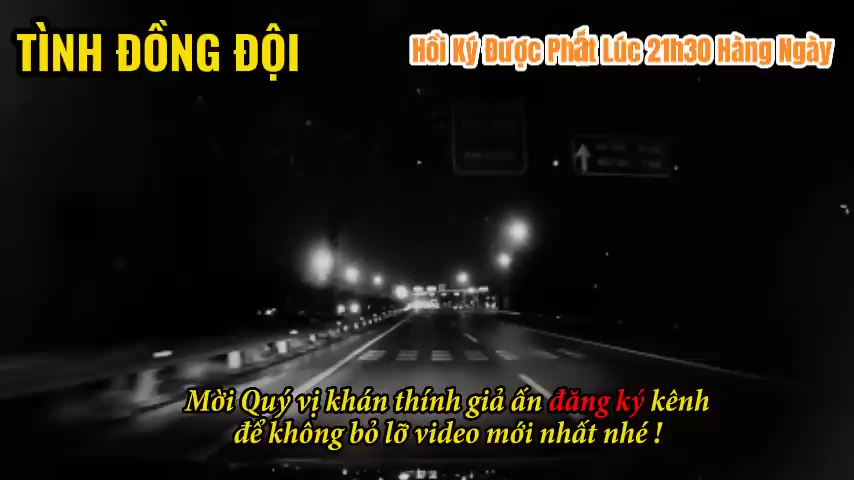 TÌNH ĐỒNG ĐỘI
Hồi Ký Được Phát Lúc 21h30 Hàng Ngày
Mời Quý vị khán thính giả ấn đăng ký kênh
để không bỏ lỡ video mới nhất nhé !